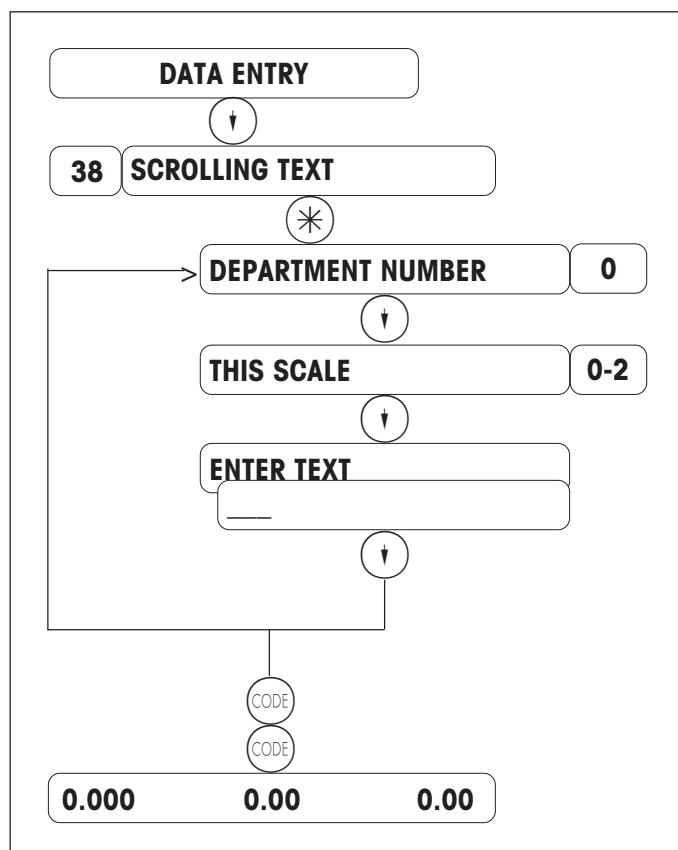 DATA ENTRY
38 SCROLLING TEXT
DEPARTMENT NUMBER 0
THIS SCALE 0-2
ENTER TEXT
___
CODE
CODE
0.000 0.00 0.00